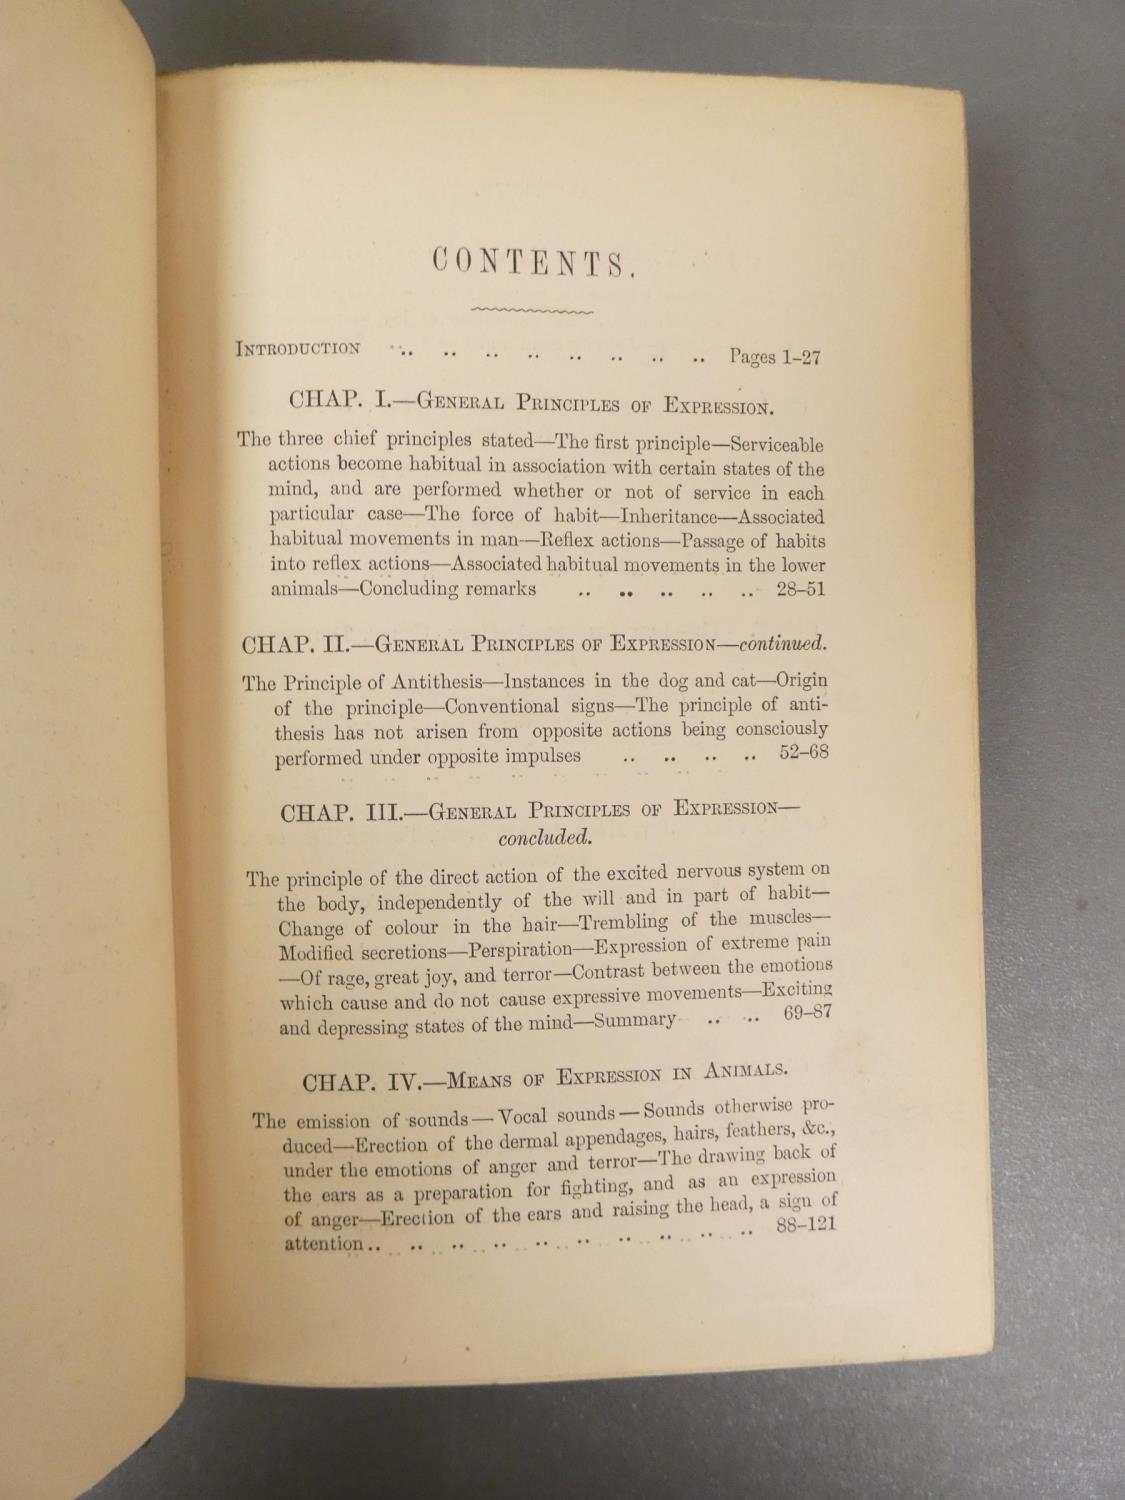 CONTENTS.
INTRODUCTION .. .. .. .. .. .. .. .. Pages 1–27
CHAP. I.—GENERAL PRINCIPLES OF EXPRESSION.
The three chief principles stated—The first principle—Serviceable
actions become habitual in association with certain states of the
mind, and are performed whether or not of service in each
particular case—The force of habit—Inheritance—Associated
habitual movements in man—Reflex actions—Passage of habits
into reflex actions—Associated habitual movements in the lower
animals—Concluding remarks .. .. .. .. .. 28–51
CHAP. II.—GENERAL PRINCIPLES OF EXPRESSION—continued.
The Principle of Antithesis—Instances in the dog and cat—Origin
of the principle—Conventional signs—The principle of anti-
thesis has not arisen from opposite actions being consciously
performed under opposite impulses .. .. .. .. 52–68
CHAP. III.—GENERAL PRINCIPLES OF EXPRESSION—
concluded.
The principle of the direct action of the excited nervous system on
the body, independently of the will and in part of habit—
Change of colour in the hair—Trembling of the muscles—
Modified secretions—Perspiration—Expression of extreme pain
—Of rage, great joy, and terror—Contrast between the emotions
which cause and do not cause expressive movements—Exciting
and depressing states of the mind—Summary .. .. 69–87
CHAP. IV.—MEANS OF EXPRESSION IN ANIMALS.
The emission of sounds—Vocal sounds—Sounds otherwise pro-
duced—Erection of the dermal appendages, hairs, feathers, &c.,
under the emotions of anger and terror—The drawing back of
the ears as a preparation for fighting, and as an expression
of anger—Erection of the ears and raising the head, a sign of
attention .. .. .. .. .. .. .. .. .. .. 88–121